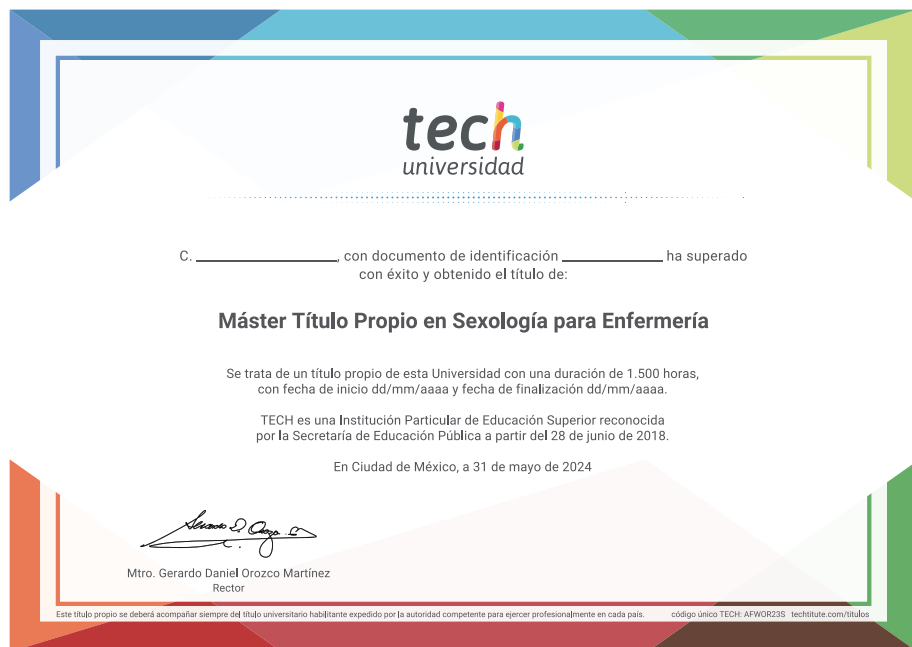 tech
universidad
C. ____________________, con documento de identificación ______________ ha superado
con éxito y obtenido el título de:
Máster Título Propio en Sexología para Enfermería
Se trata de un título propio de esta Universidad con una duración de 1.500 horas,
con fecha de inicio dd/mm/aaaa y fecha de finalización dd/mm/aaaa.
TECH es una Institución Particular de Educación Superior reconocida
por la Secretaría de Educación Pública a partir del 28 de junio de 2018.
En Ciudad de México, a 31 de mayo de 2024
Mtro. Gerardo Daniel Orozco Martínez
Rector
Este título propio se deberá acompañar siempre del título universitario habilitante expedido por la autoridad competente para ejercer profesionalmente en cada país. código único TECH: AFWOR23S techtitute.com/titulos